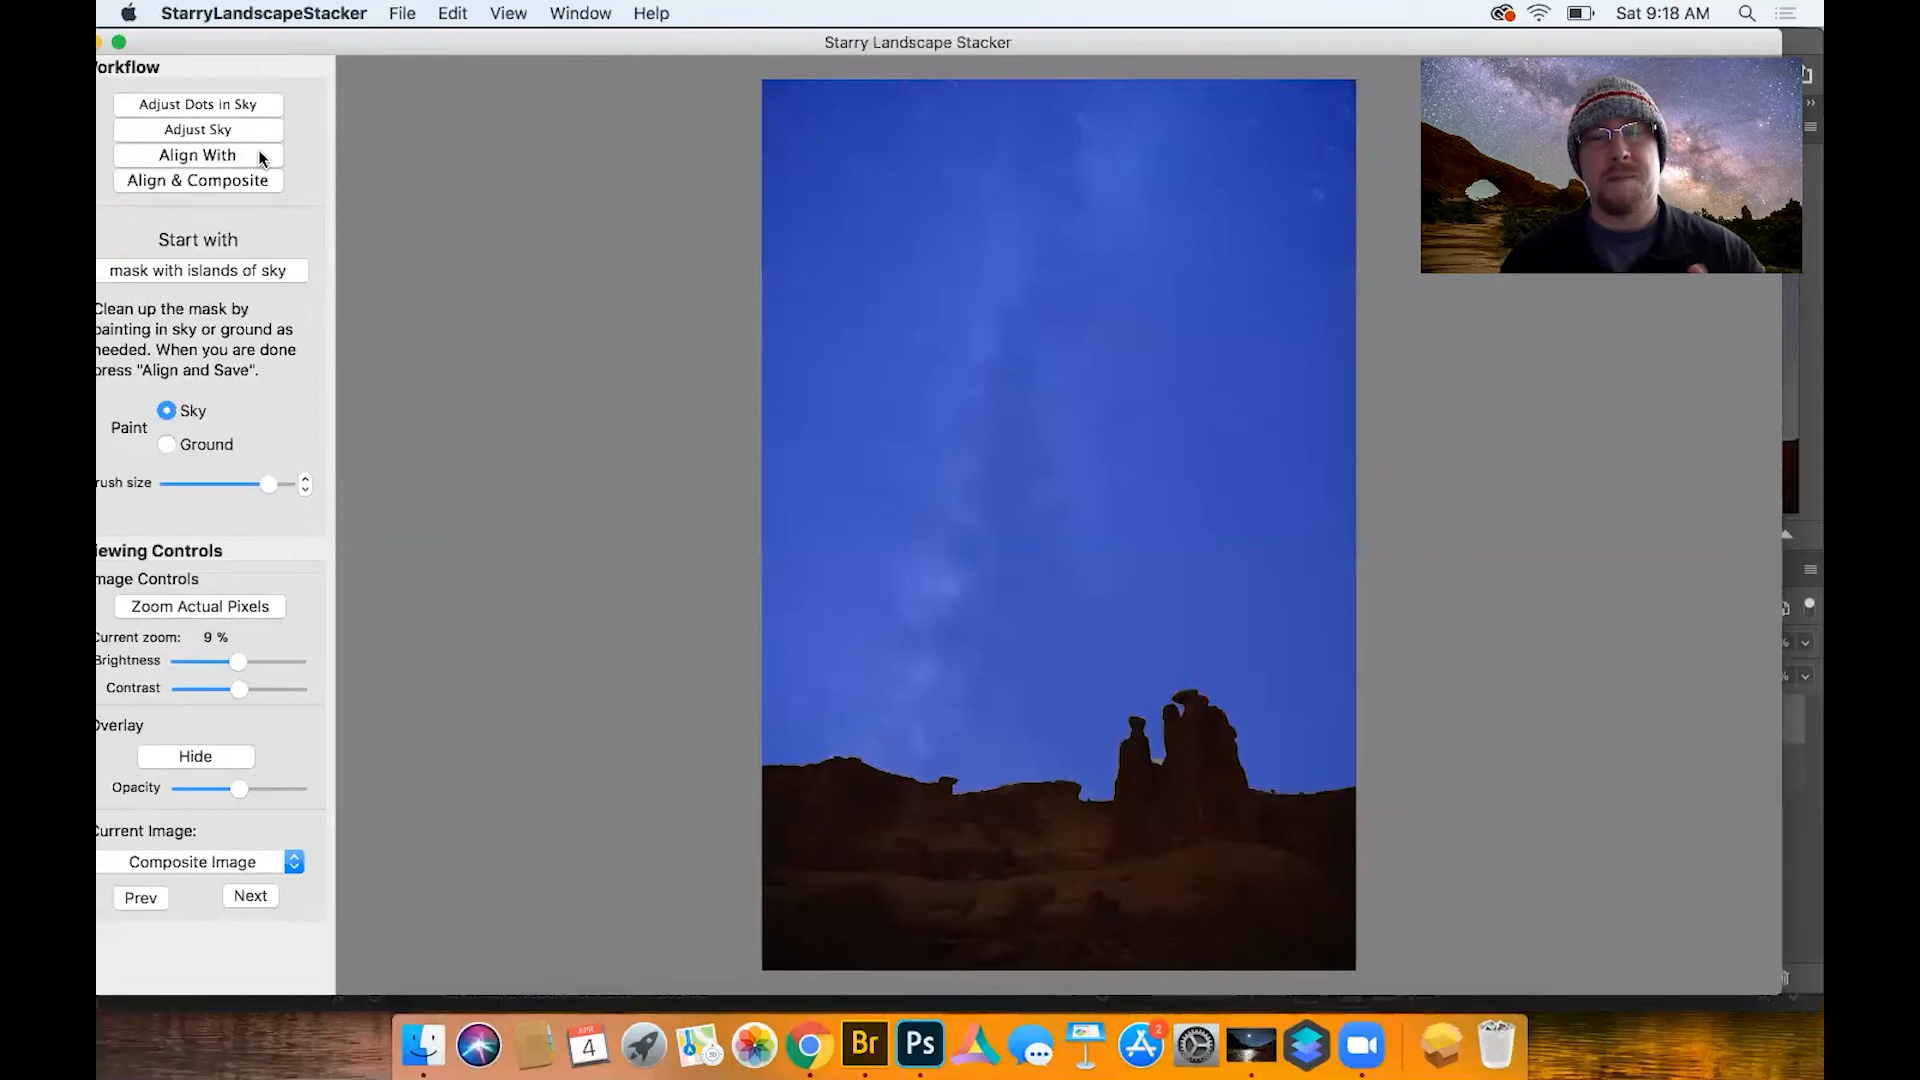 StarryLandscapeStacker File Edit View Window Help Sat 9:18 AM
Starry Landscape Stacker
orkflow
Adjust Dots in Sky
Adjust Sky
Align With
Align & Composite
Start with
mask with islands of sky
Clean up the mask by
painting in sky or ground as
needed. When you are done
press "Align and Save".
Sky
Paint
Ground
rush size
iewing Controls
mage Controls
Zoom Actual Pixels
Current zoom: 9 %
Brightness
Contrast
Overlay
Hide
Opacity
Current Image:
Composite Image
Prev Next
%
%
APR
4
Br
Ps
2